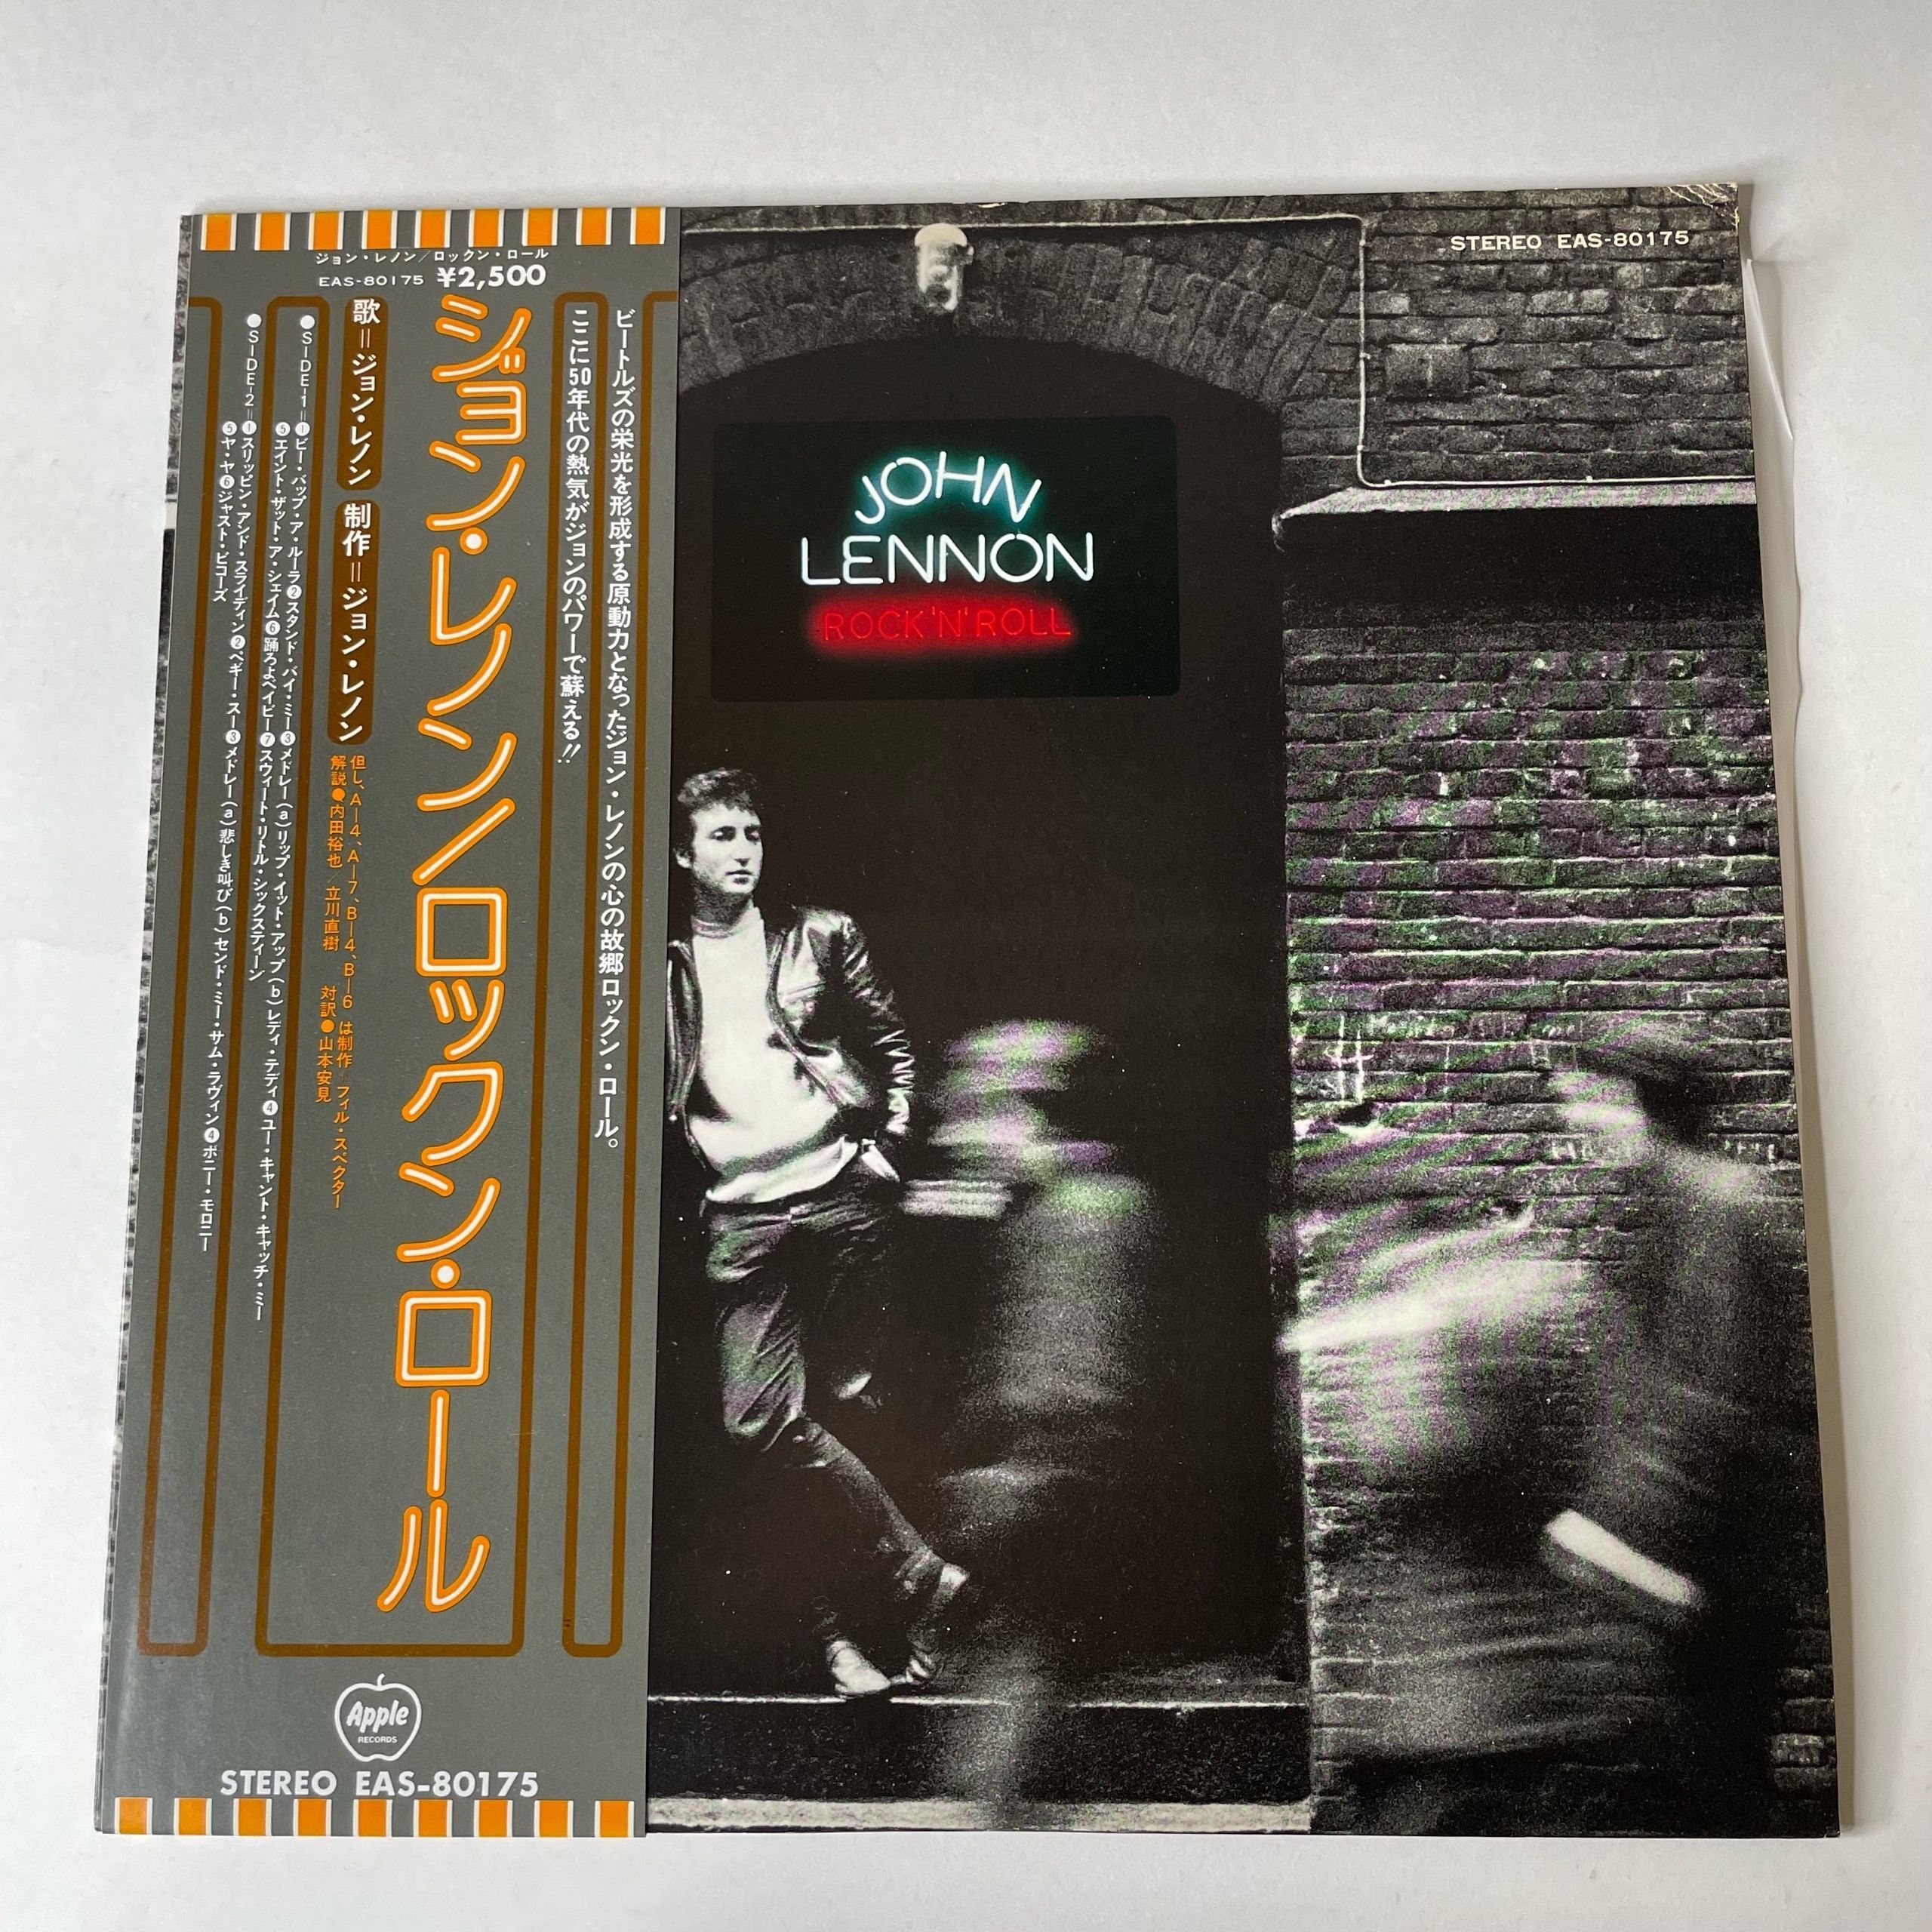 ジョン・レノン／ロックン・ロール
EAS-80175 ¥2,500
ビートルズの栄光を形成する原動力となったジョン・レノンの心の故郷ロックン・ロール。
ここに50年代の熱気がジョンのパワーで蘇える!!
ジョン・レノン/ロックン・ロール
歌＝ジョン・レノン 制作＝ジョン・レノン
但し、A—4、A—7、B—4、B—6 は制作 フィル・スペクター
解説●内田裕也／立川直樹 対訳●山本安見
●SIDE-1＝①ビー・バップ・ア・ルーラ②スタンド・バイ・ミー③メドレー(a)リップ・イット・アップ(b)レディ・テディ④ユー・キャント・キャッチ・ミー
⑤エイント・ザット・ア・シェイム⑥踊ろよベイビー⑦スウィート・リトル・シックスティーン
●SIDE-2＝①スリッピン・アンド・スライディン②ペギー・スー③メドレー(a)悲しき叫び(b)センド・ミー・サム・ラヴィン④ボニー・モロニー
⑤ヤ・ヤ⑥ジャスト・ビコーズ
Apple
RECORDS
STEREO EAS-80175
STEREO EAS-80175
JOHN
LENNON
ROCK'N'ROLL